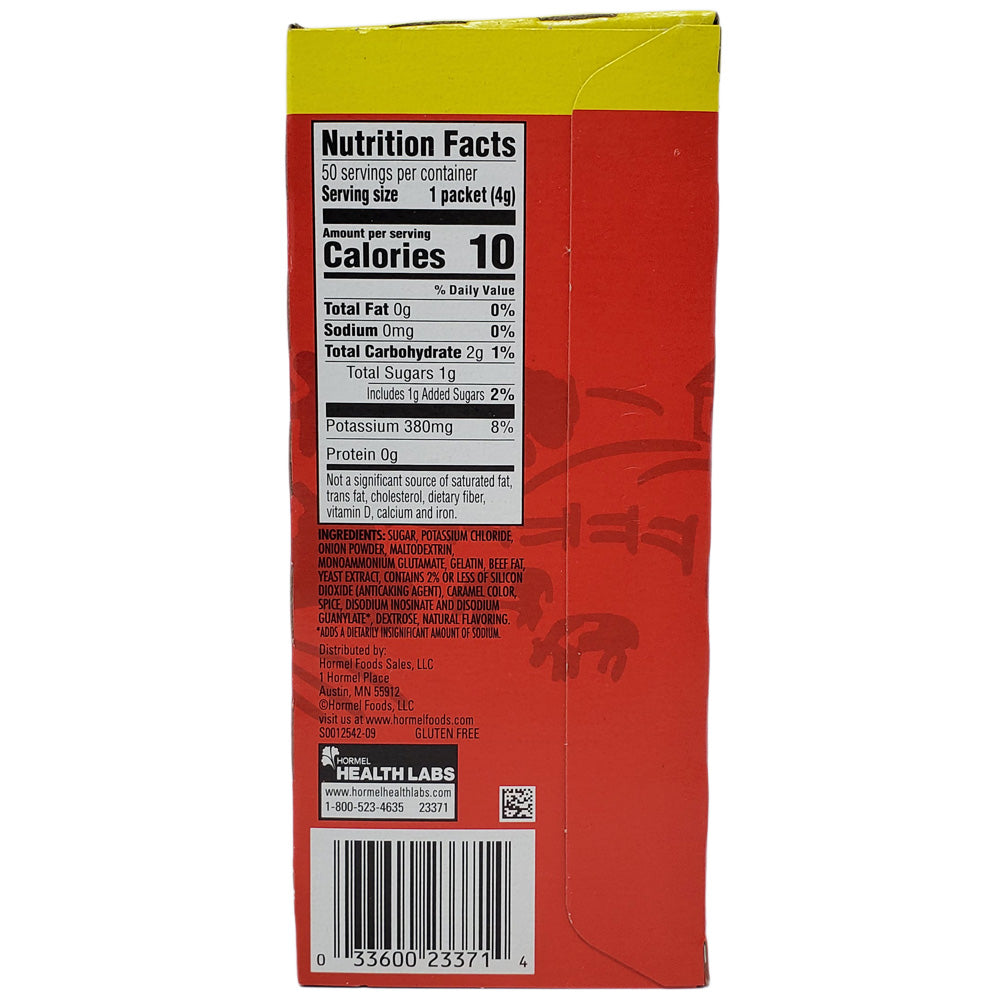 Nutrition Facts
50 servings per container
Serving size 1 packet (4g)
Amount per serving
Calories 10
% Daily Value
Total Fat 0g 0%
Sodium 0mg 0%
Total Carbohydrate 2g 1%
Total Sugars 1g
Includes 1g Added Sugars 2%
Potassium 380mg 8%
Protein 0g
Not a significant source of saturated fat,
trans fat, cholesterol, dietary fiber,
vitamin D, calcium and iron.
INGREDIENTS: SUGAR, POTASSIUM CHLORIDE,
ONION POWDER, MALTODEXTRIN,
MONOAMMONIUM GLUTAMATE, GELATIN, BEEF FAT,
YEAST EXTRACT, CONTAINS 2% OR LESS OF SILICON
DIOXIDE (ANTICAKING AGENT), CARAMEL COLOR,
SPICE, DISODIUM INOSINATE AND DISODIUM
GUANYLATE*, DEXTROSE, NATURAL FLAVORING.
*ADDS A DIETARILY INSIGNIFICANT AMOUNT OF SODIUM.
Distributed by:
Hormel Foods Sales, LLC
1 Hormel Place
Austin, MN 55912
©Hormel Foods, LLC
visit us at www.hormelfoods.com
S0012542-09 GLUTEN FREE
HORMEL
HEALTH LABS
www.hormelhealthlabs.com
1-800-523-4635 23371
0 33600 23371 4